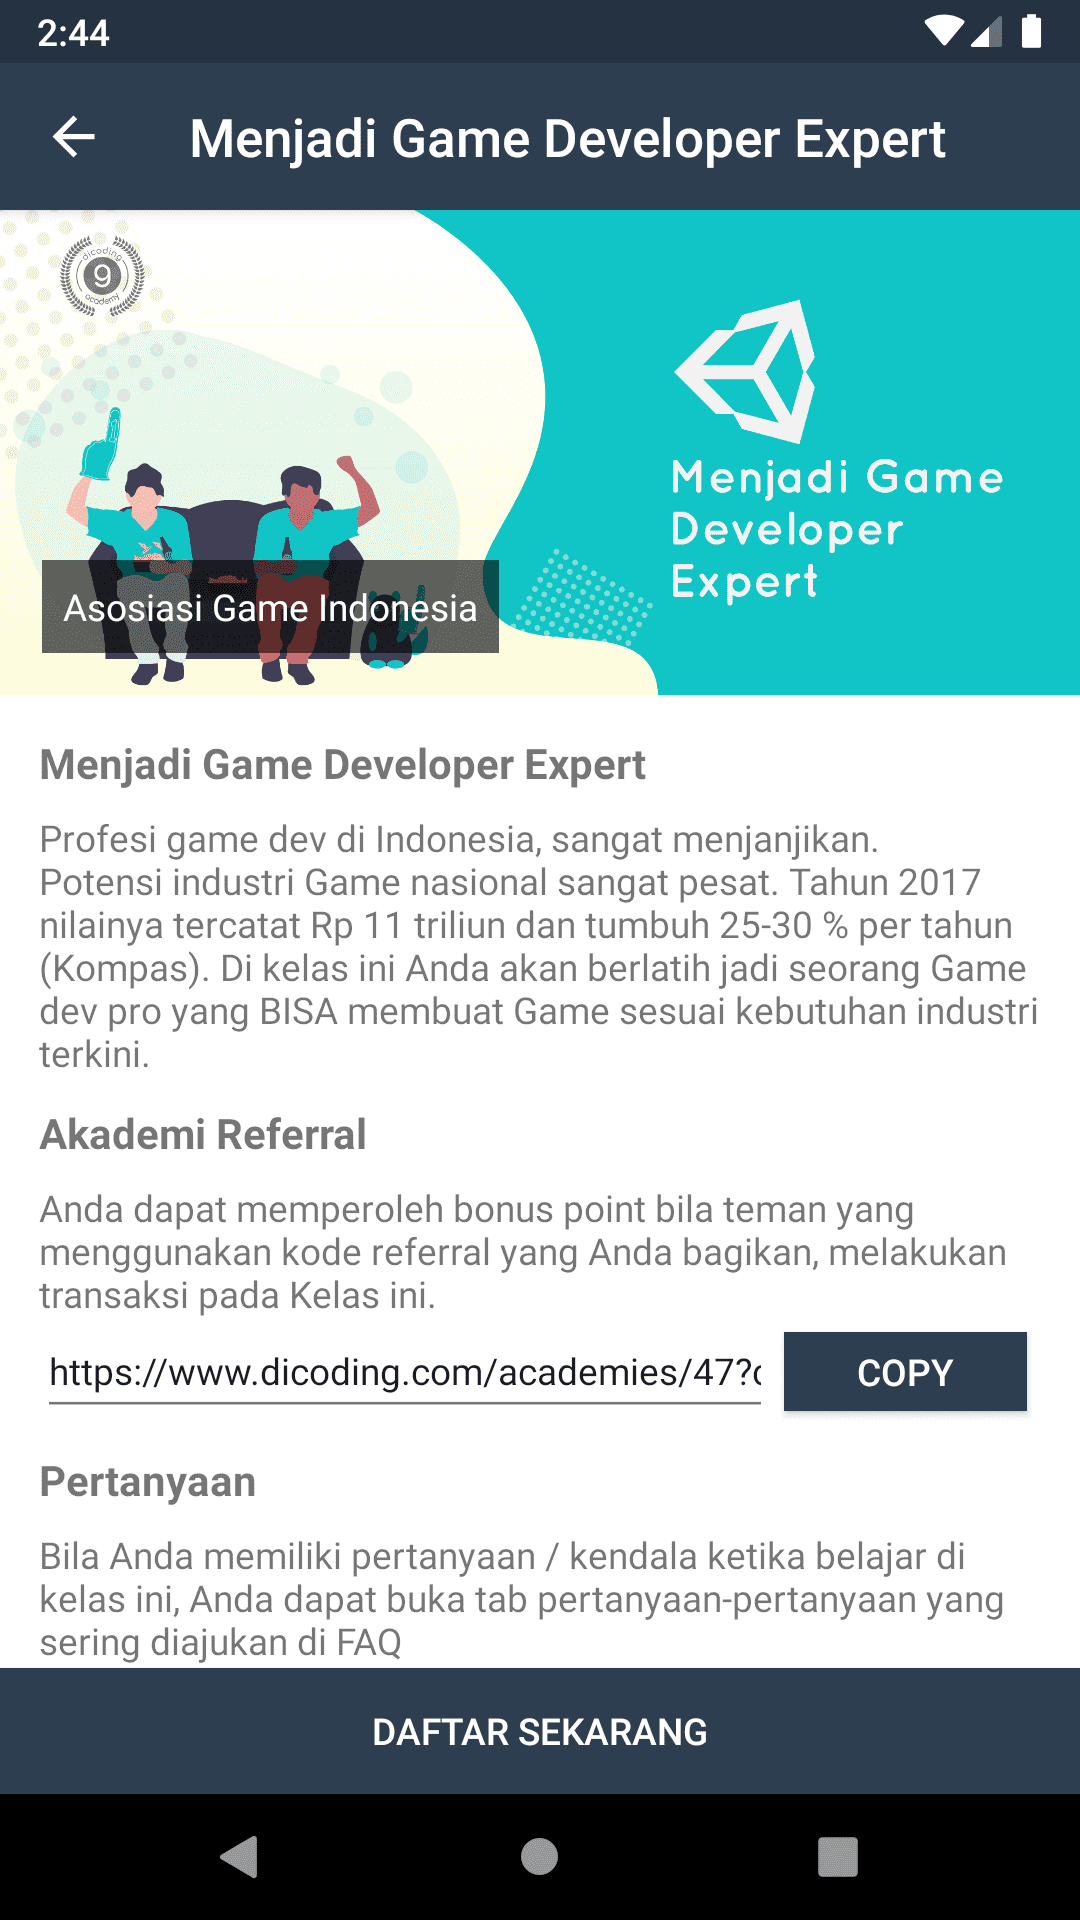 2:44
Menjadi Game Developer Expert
dicoding
9
academy
Menjadi Game
Developer
Expert
Asosiasi Game Indonesia
Menjadi Game Developer Expert
Profesi game dev di Indonesia, sangat menjanjikan.
Potensi industri Game nasional sangat pesat. Tahun 2017
nilainya tercatat Rp 11 triliun dan tumbuh 25-30 % per tahun
(Kompas). Di kelas ini Anda akan berlatih jadi seorang Game
dev pro yang BISA membuat Game sesuai kebutuhan industri
terkini.
Akademi Referral
Anda dapat memperoleh bonus point bila teman yang
menggunakan kode referral yang Anda bagikan, melakukan
transaksi pada Kelas ini.
https://www.dicoding.com/academies/47?
COPY
Pertanyaan
Bila Anda memiliki pertanyaan / kendala ketika belajar di
kelas ini, Anda dapat buka tab pertanyaan-pertanyaan yang
sering diajukan di FAQ
DAFTAR SEKARANG